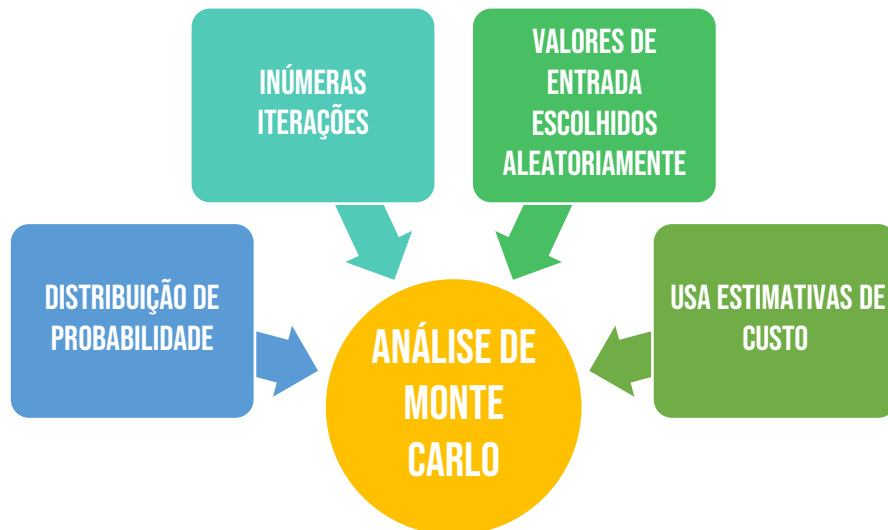 INÚMERAS
ITERAÇÕES
VALORES DE
ENTRADA
ESCOLHIDOS
ALEATORIAMENTE
DISTRIBUIÇÃO DE
PROBABILIDADE
USA ESTIMATIVAS DE
CUSTO
ANÁLISE DE
MONTE
CARLO